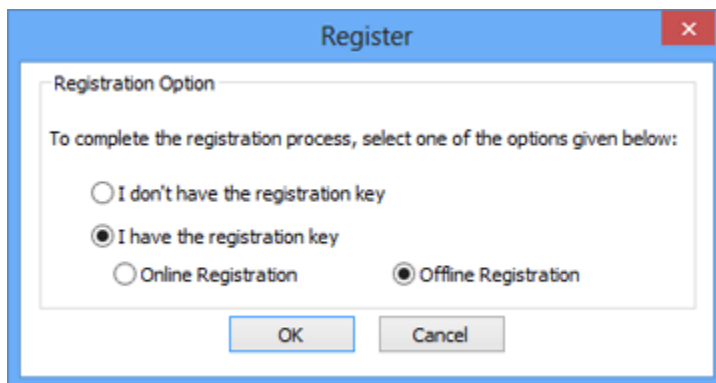 Register
Registration Option
To complete the registration process, select one of the options given below:
I don't have the registration key
I have the registration key
Online Registration Offline Registration
OK Cancel